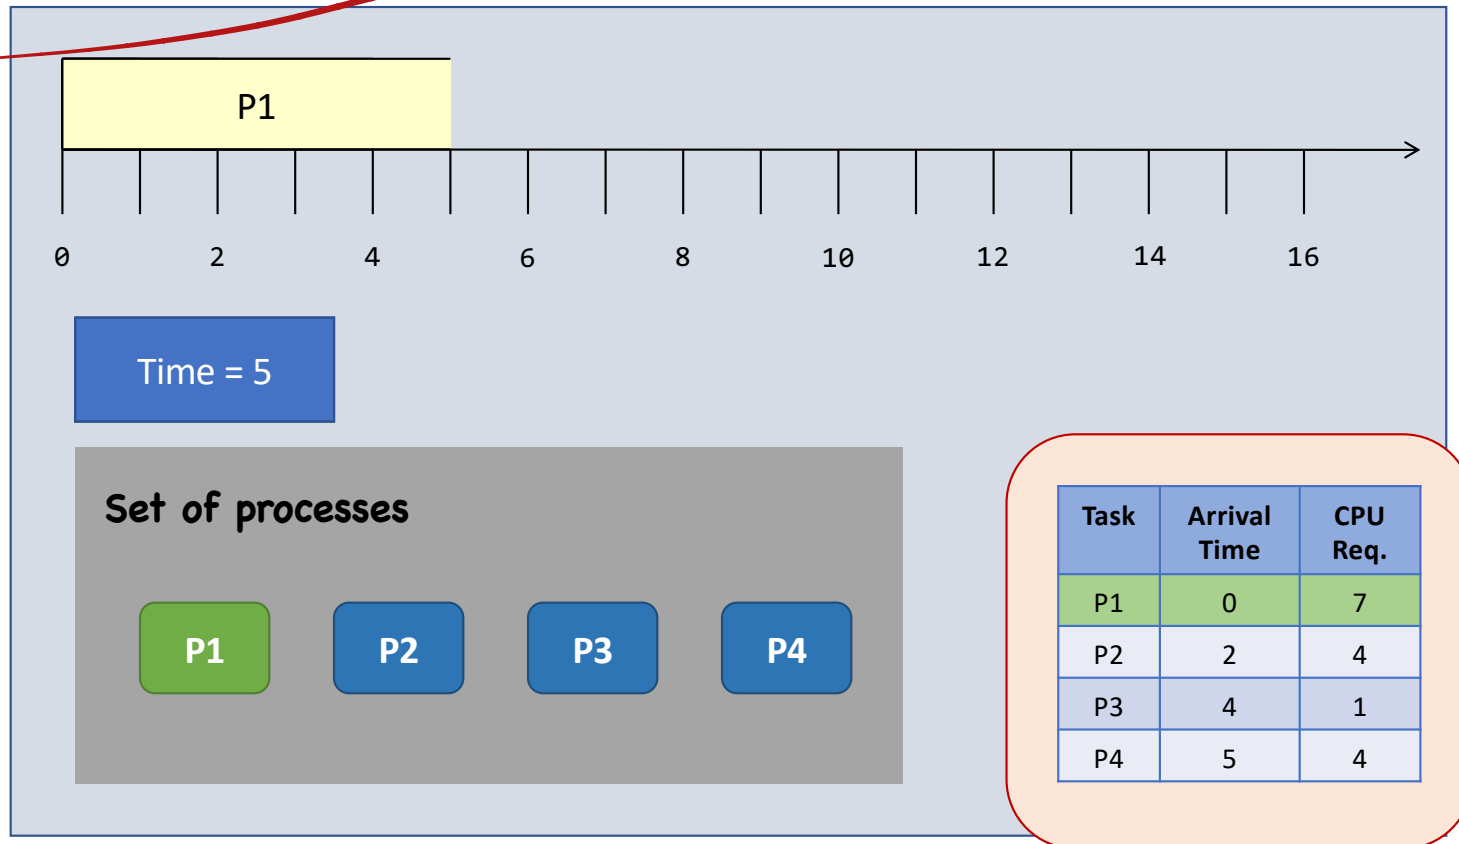 P1
0 2 4 6 8 10 12 14 16
Time = 5
Set of processes
P1 P2 P3 P4
Task Arrival Time CPU Req.
P1 0 7
P2 2 4
P3 4 1
P4 5 4